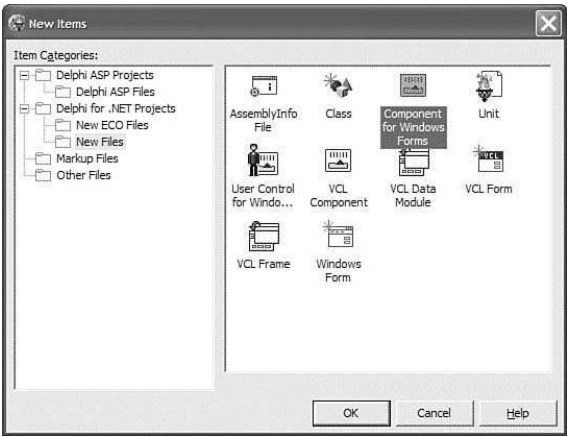 New Items
Item Categories:
Delphi ASP Projects
Delphi ASP Files
Delphi for .NET Projects
New ECO Files
New Files
Markup Files
Other Files
AssemblyInfo
File
Class
Component
for Windows
Forms
Unit
User Control
for Windo...
VCL
Component
VCL Data
Module
VCL Form
VCL Frame
Windows
Form
OK
Cancel
Help